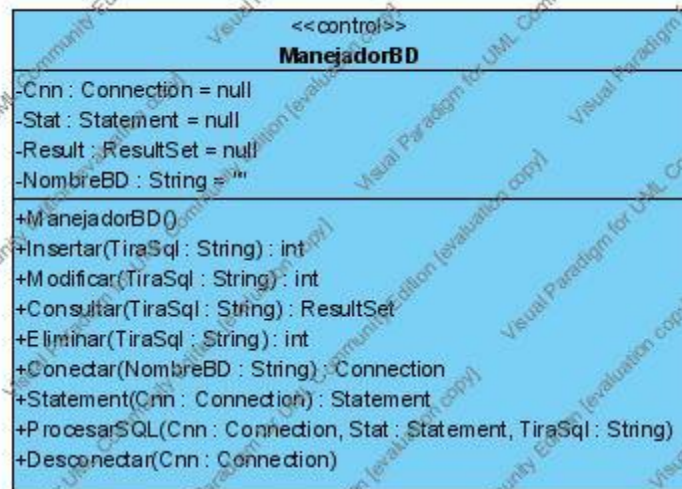 <<control>>
ManejadorBD
-Cnn : Connection = null
-Stat : Statement = null
-Result : ResultSet = null
-NombreBD : String = ""
+ManejadorBD()
+Insertar(TiraSql : String) : int
+Modificar(TiraSql : String) : int
+Consultar(TiraSql : String) : ResultSet
+Eliminar(TiraSql : String) : int
+Conectar(NombreBD : String) : Connection
+Statement(Cnn : Connection) : Statement
+ProcesarSQL(Cnn : Connection, Stat : Statement, TiraSql : String)
+Desconectar(Cnn : Connection)